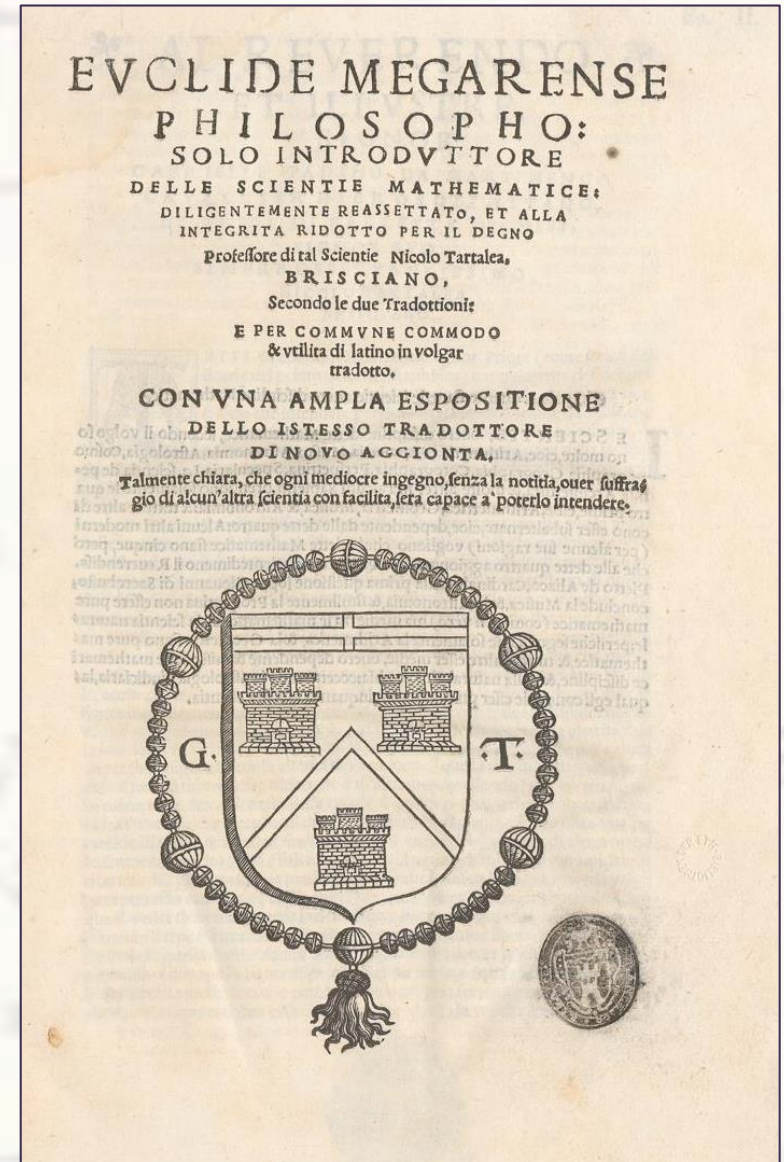 EVCLIDE MEGARENSE
PHILOSOPHO:
SOLO INTRODVTTORE
DELLE SCIENTIE MATHEMATICE:
DILIGENTEMENTE REASSETTATO, ET ALLA
INTEGRITA RIDOTTO PER IL DEGNO
Professore di tal Scientie Nicolo Tartalea,
BRISCIANO,
Secondo le due Tradottioni:
E PER COMMVNE COMMODO
& vtilita di latino in volgar
tradotto.
CON VNA AMPLA ESPOSITIONE
DELLO ISTESSO TRADOTTORE
DI NOVO AGGIONTA.
Talmente chiara, che ogni mediocre ingegno, senza la notitia, ouer suffra-
gio di alcun'altra scientia con facilita, sera capace a' poterlo intendere.
G. .T.